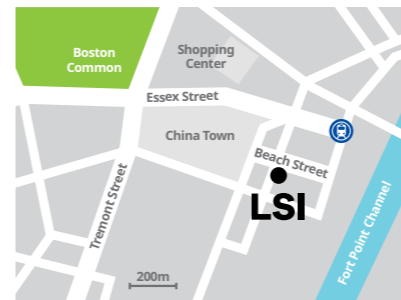 Boston
Common
Shopping
Center
Essex Street
China Town
Beach Street
LSI
Tremont Street
Fort Point Channel
200m